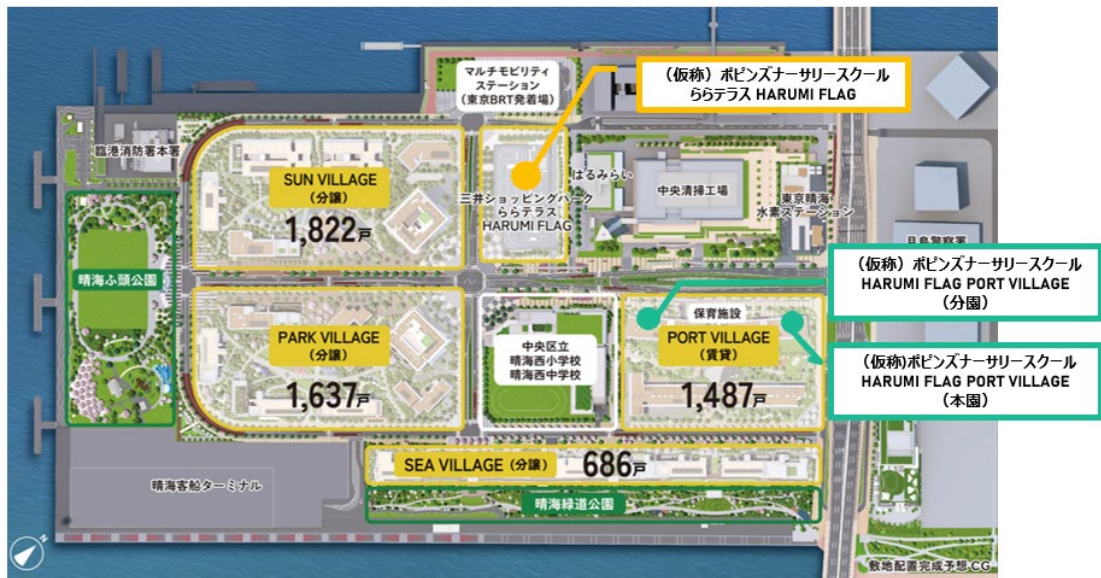 マルチモビリティ
ステーション
(東京BRT発着場)
(仮称) ポピンズナーサリースクール
ららテラス HARUMI FLAG
臨港消防署本署
SUN VILLAGE
(分譲)
1,822戸
はるみらい
三井ショッピングパーク
ららテラス
HARUMI FLAG
中央清掃工場
東京晴海
水素ステーション
月島警察署
晴海ふ頭公園
(仮称) ポピンズナーサリースクール
HARUMI FLAG PORT VILLAGE
(分園)
PARK VILLAGE
(分譲)
1,637戸
中央区立
晴海西小学校
晴海西中学校
保育施設
PORT VILLAGE
(賃貸)
1,487戸
(仮称)ポピンズナーサリースクール
HARUMI FLAG PORT VILLAGE
(本園)
SEA VILLAGE (分譲) 686戸
晴海客船ターミナル
晴海緑道公園
N
敷地配置完成予想CG